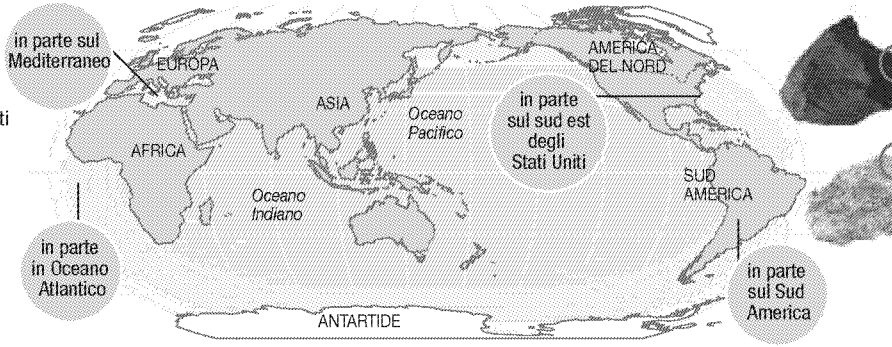 in parte sul
Mediterraneo
EUROPA
ti
ASIA
AFRICA
Oceano
Pacifico
Oceano
Indiano
AMERICA
DEL NORD
in parte
sul sud est
degli
Stati Uniti
SUD
AMERICA
in parte
in Oceano
Atlantico
in parte
sul Sud
America
ANTARTIDE